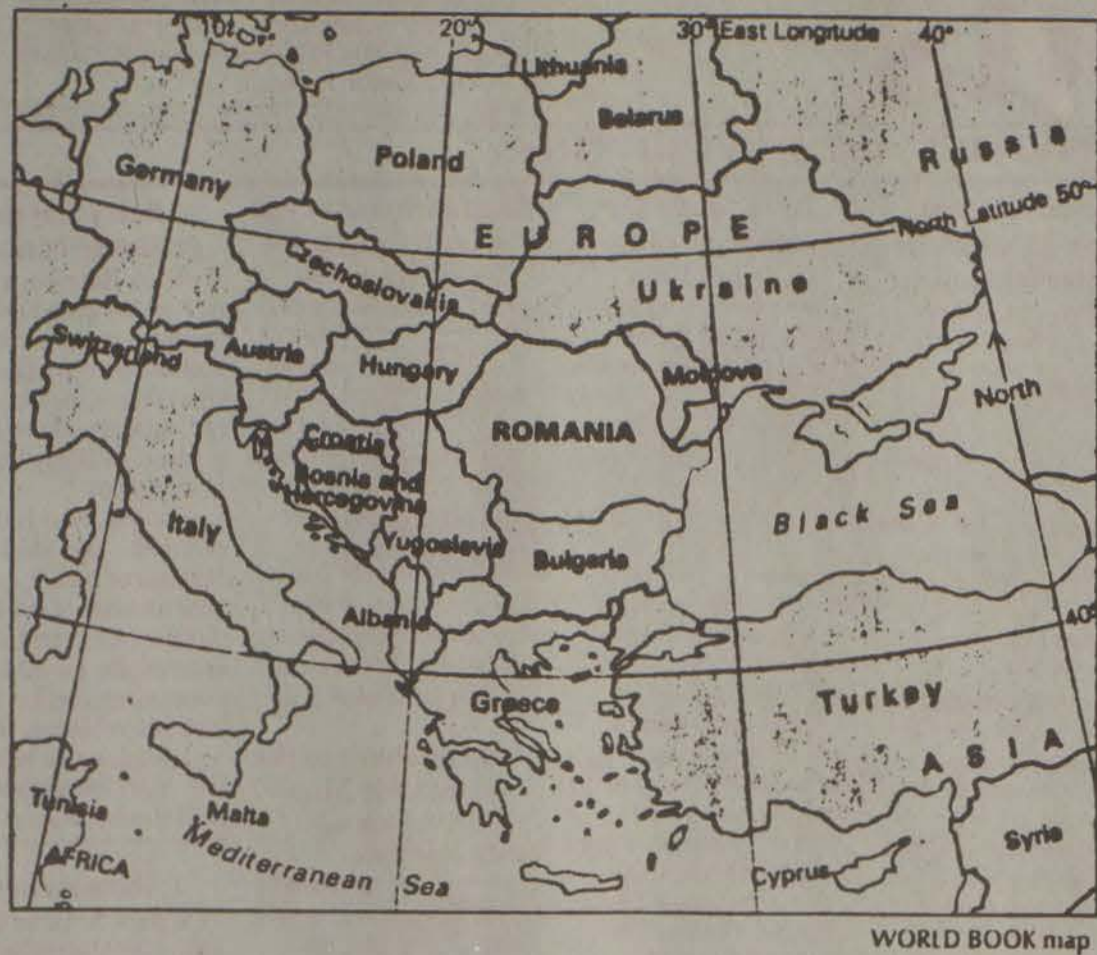 10°
20°
30° East Longitude 40°
Lithuania
Belarus
Russia
Germany
Poland
North Latitude 50°
EUROPE
Czechoslovakia
Ukraine
Switzerland
Austria
Hungary
Moldova
North
Croatia
ROMANIA
Bosnia and
Hercegovina
Italy
Yugoslavia
Bulgaria
Black Sea
Albania
40°
Greece
Turkey
ASIA
Tunisia
Malta
Mediterranean Sea
AFRICA
Cyprus
Syria
WORLD BOOK map